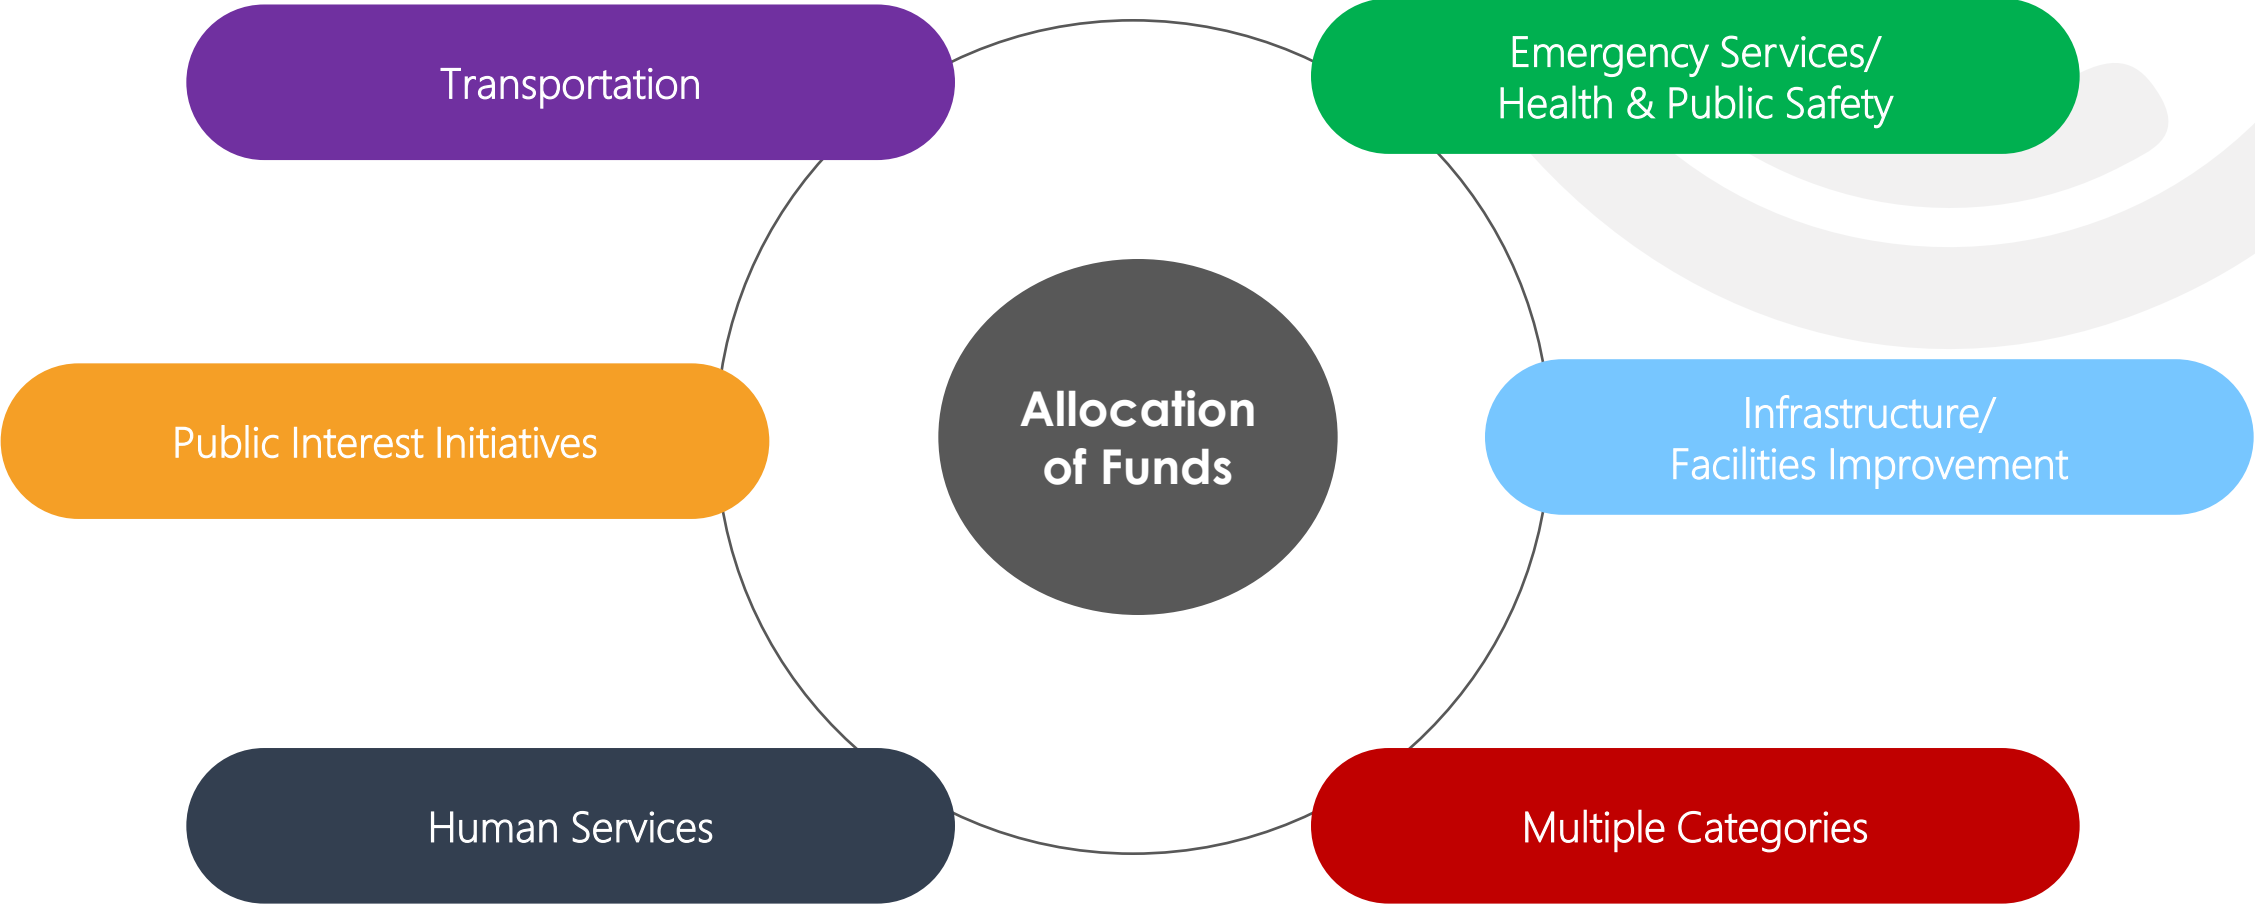 Transportation
Emergency Services/
Health & Public Safety
Public Interest Initiatives
Allocation
of Funds
Infrastructure/
Facilities Improvement
Human Services
Multiple Categories